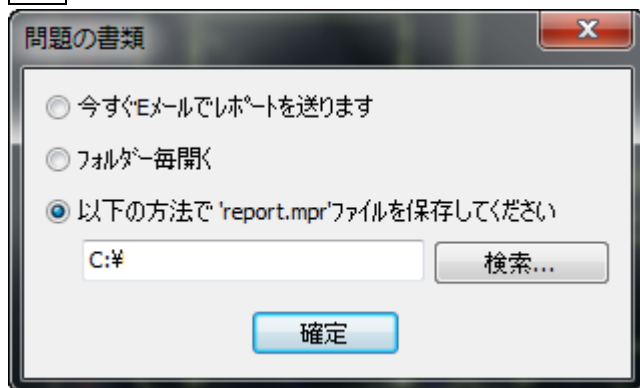 問題の書類
今すぐEメールでレポートを送ります
フォルダー毎開く
以下の方法で 'report.mpr'ファイルを保存してください
C:¥
検索...
確定